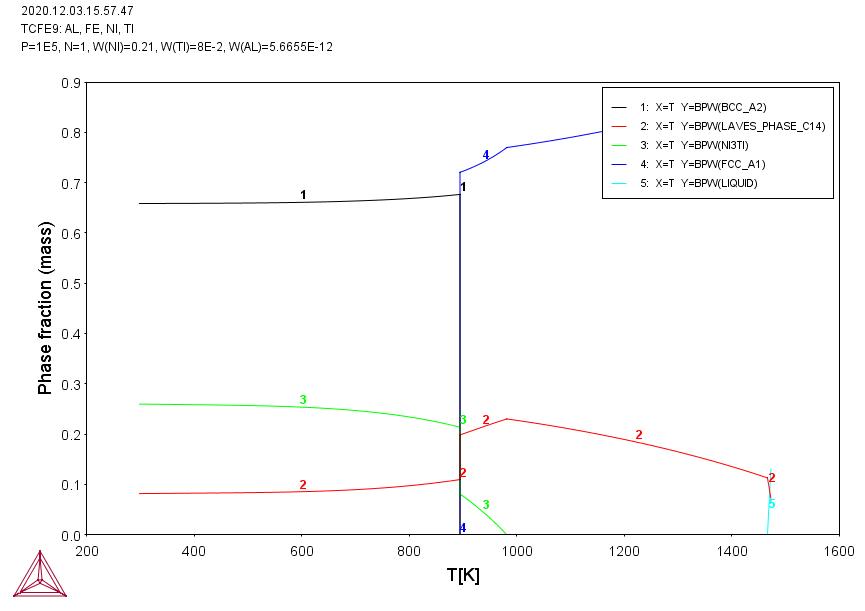 2020.12.03.15.57.47
TCFE9: AL, FE, NI, TI
P=1E5, N=1, W(NI)=0.21, W(TI)=8E-2, W(AL)=5.6655E-12
0.9
0.8
0.7
0.6
0.5
0.4
0.3
0.2
0.1
0.0
Phase fraction (mass)
1: X=T Y=BPW(BCC_A2)
2: X=T Y=BPW(LAVES_PHASE_C14)
3: X=T Y=BPW(NI3TI)
4: X=T Y=BPW(FCC_A1)
5: X=T Y=BPW(LIQUID)
4
1
1
3
3
2
2
2
2
2
3
5
4
200 400 600 800 1000 1200 1400 1600
T[K]